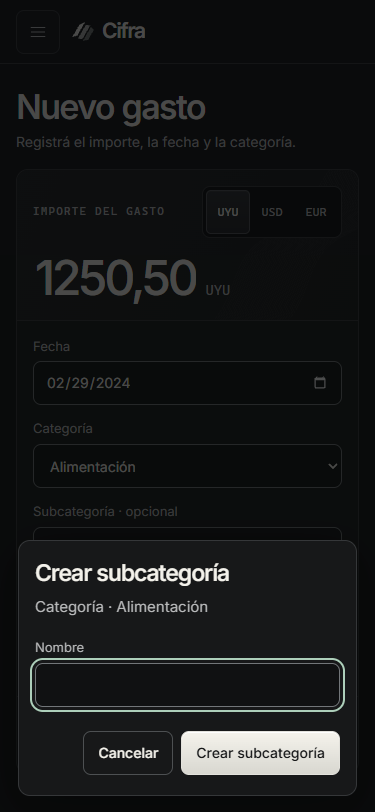 Cifra
Nuevo gasto
Registrá el importe, la fecha y la categoría.
IMPORTE DEL GASTO
UYU USD EUR
1250,50 UYU
Fecha
02/29/2024
Categoría
Alimentación
Subcategoría · opcional
Crear subcategoría
Categoría · Alimentación
Nombre
Cancelar Crear subcategoría